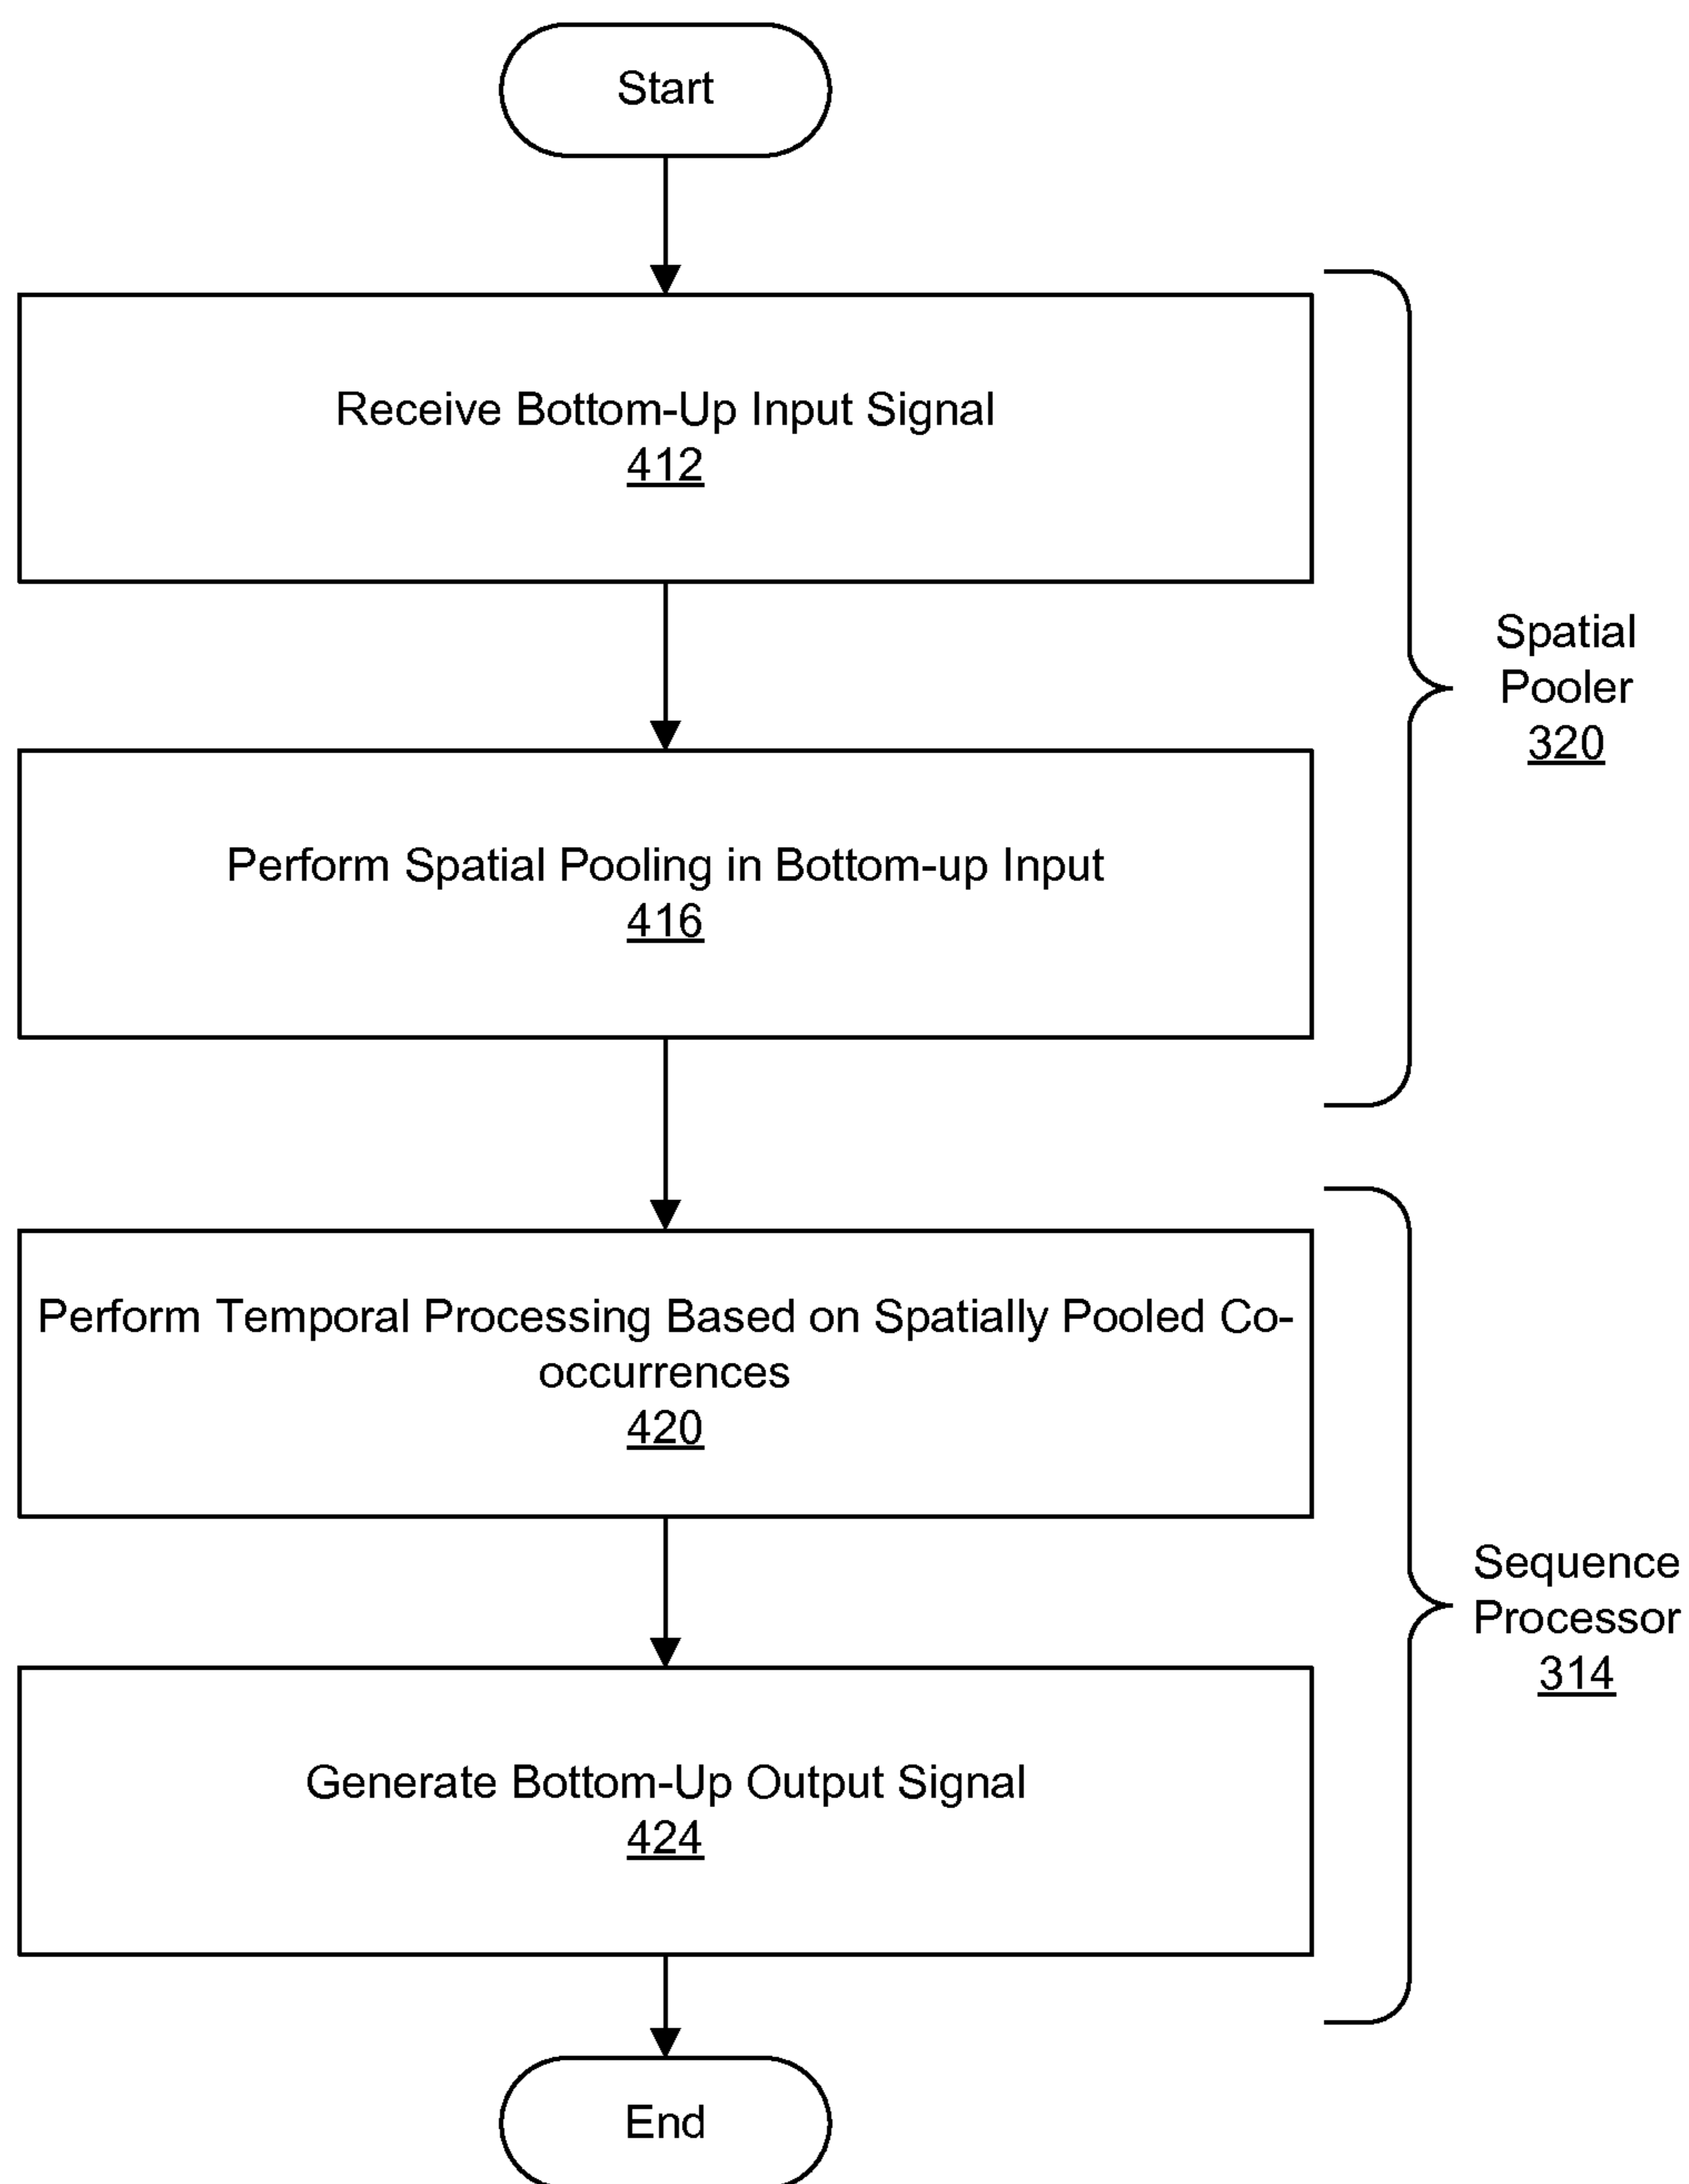 Start
Receive Bottom-Up Input Signal
412
Perform Spatial Pooling in Bottom-up Input
416
Spatial
Pooler
320
Perform Temporal Processing Based on Spatially Pooled Co-
occurrences
420
Generate Bottom-Up Output Signal
424
Sequence
Processor
314
End